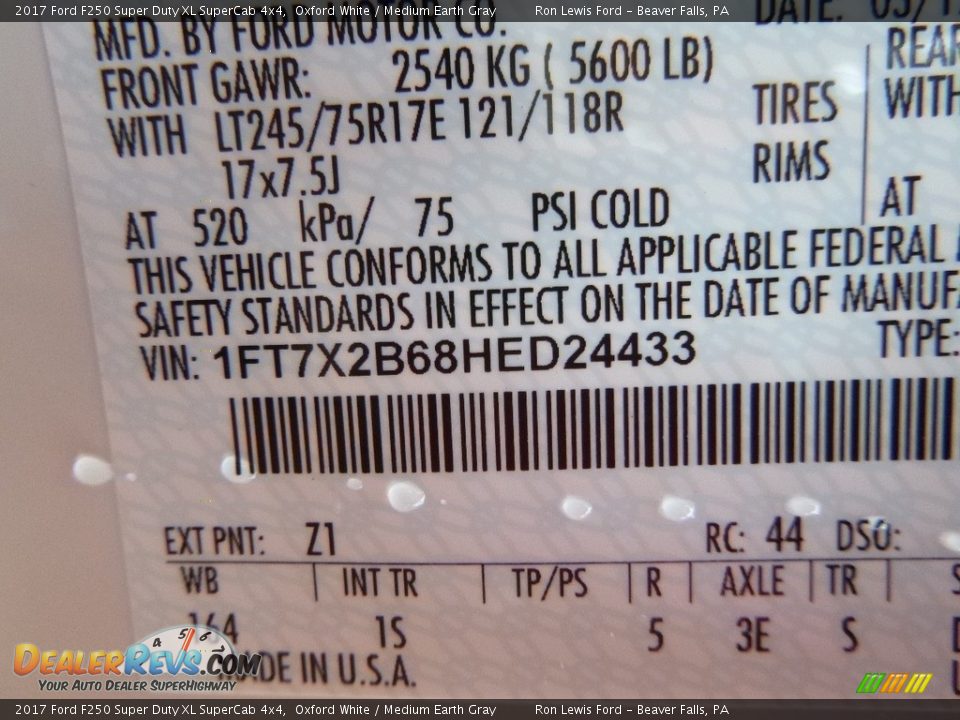 2017 Ford F250 Super Duty XL SuperCab 4x4, Oxford White / Medium Earth Gray Ron Lewis Ford - Beaver Falls, PA
MFD. BY FORD MOTOR CO. DATE:
FRONT GAWR: 2540 KG ( 5600 LB) REAR
WITH LT245/75R17E 121/118R TIRES WITH
17x7.5J RIMS
AT 520 kPa/ 75 PSI COLD AT
THIS VEHICLE CONFORMS TO ALL APPLICABLE FEDERAL
SAFETY STANDARDS IN EFFECT ON THE DATE OF MANUF
VIN: 1FT7X2B68HED24433 TYPE:
EXT PNT: Z1 RC: 44 DSO:
WB INT TR TP/PS R AXLE TR
164 1S 5 3E S
MADE IN U.S.A.
4 5 6
DealerRevs.com
Your Auto Dealer SuperHighway
2017 Ford F250 Super Duty XL SuperCab 4x4, Oxford White / Medium Earth Gray Ron Lewis Ford - Beaver Falls, PA